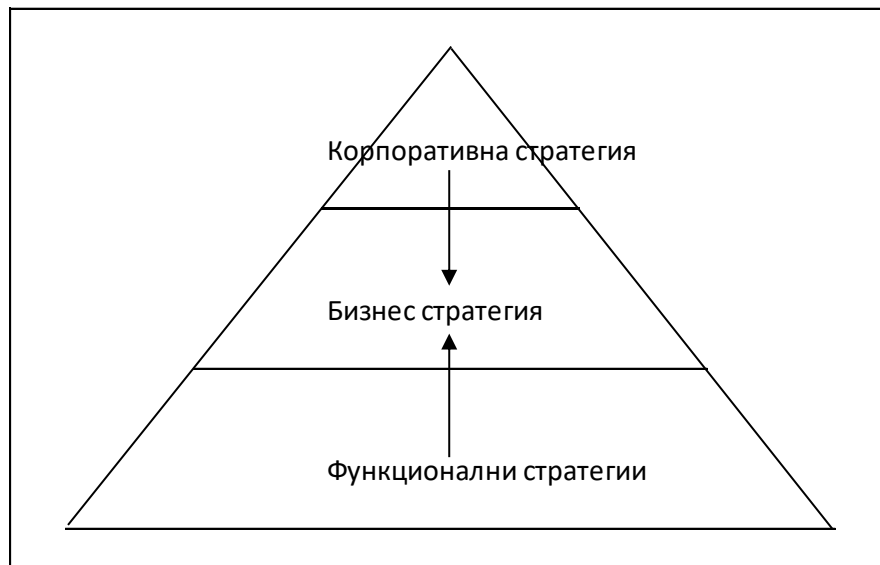 Корпоративна стратегия
Бизнес стратегия
Функционални стратегии